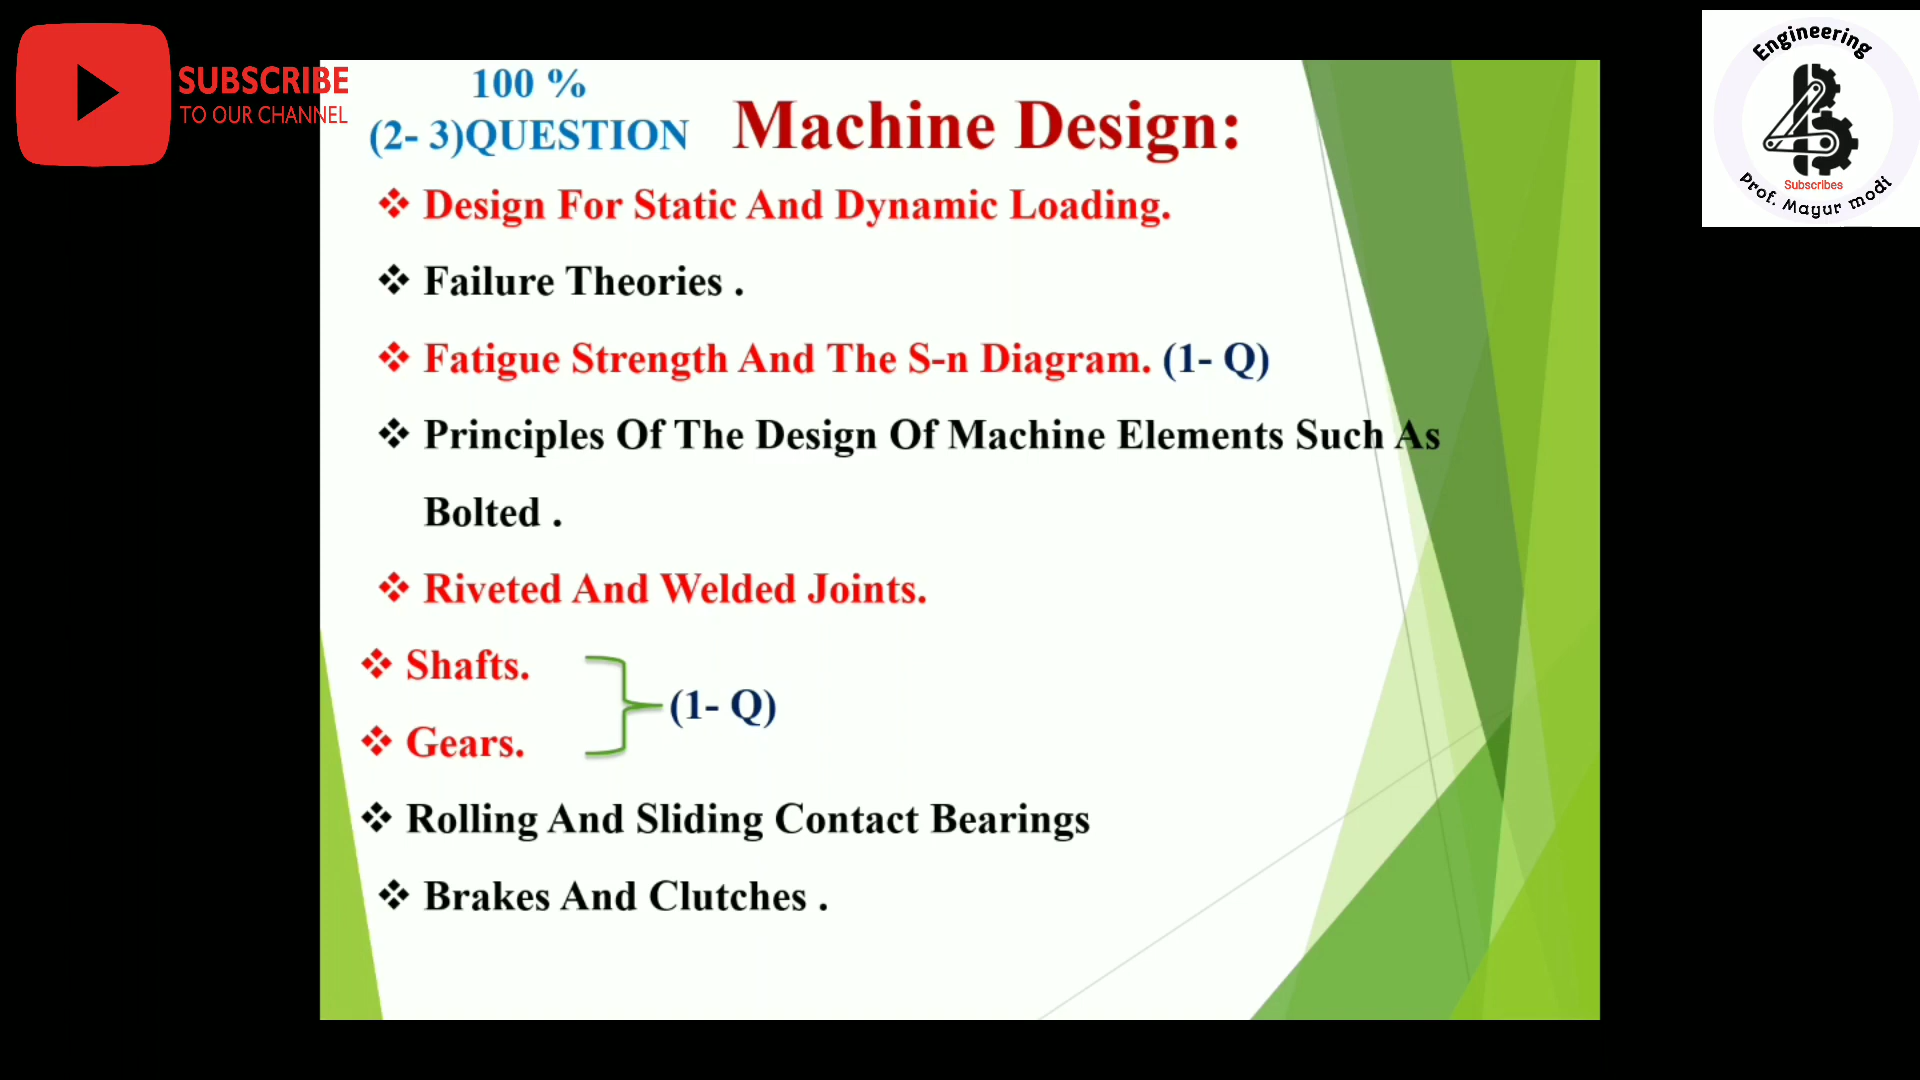 SUBSCRIBE
TO OUR CHANNEL
100 %
(2- 3)QUESTION
Machine Design:
❖ Design For Static And Dynamic Loading.
❖ Failure Theories .
❖ Fatigue Strength And The S-n Diagram. (1- Q)
❖ Principles Of The Design Of Machine Elements Such As
Bolted .
❖ Riveted And Welded Joints.
❖ Shafts.
(1- Q)
❖ Gears.
❖ Rolling And Sliding Contact Bearings
❖ Brakes And Clutches .
Engineering
Subscribes
Prof. Mayur modi